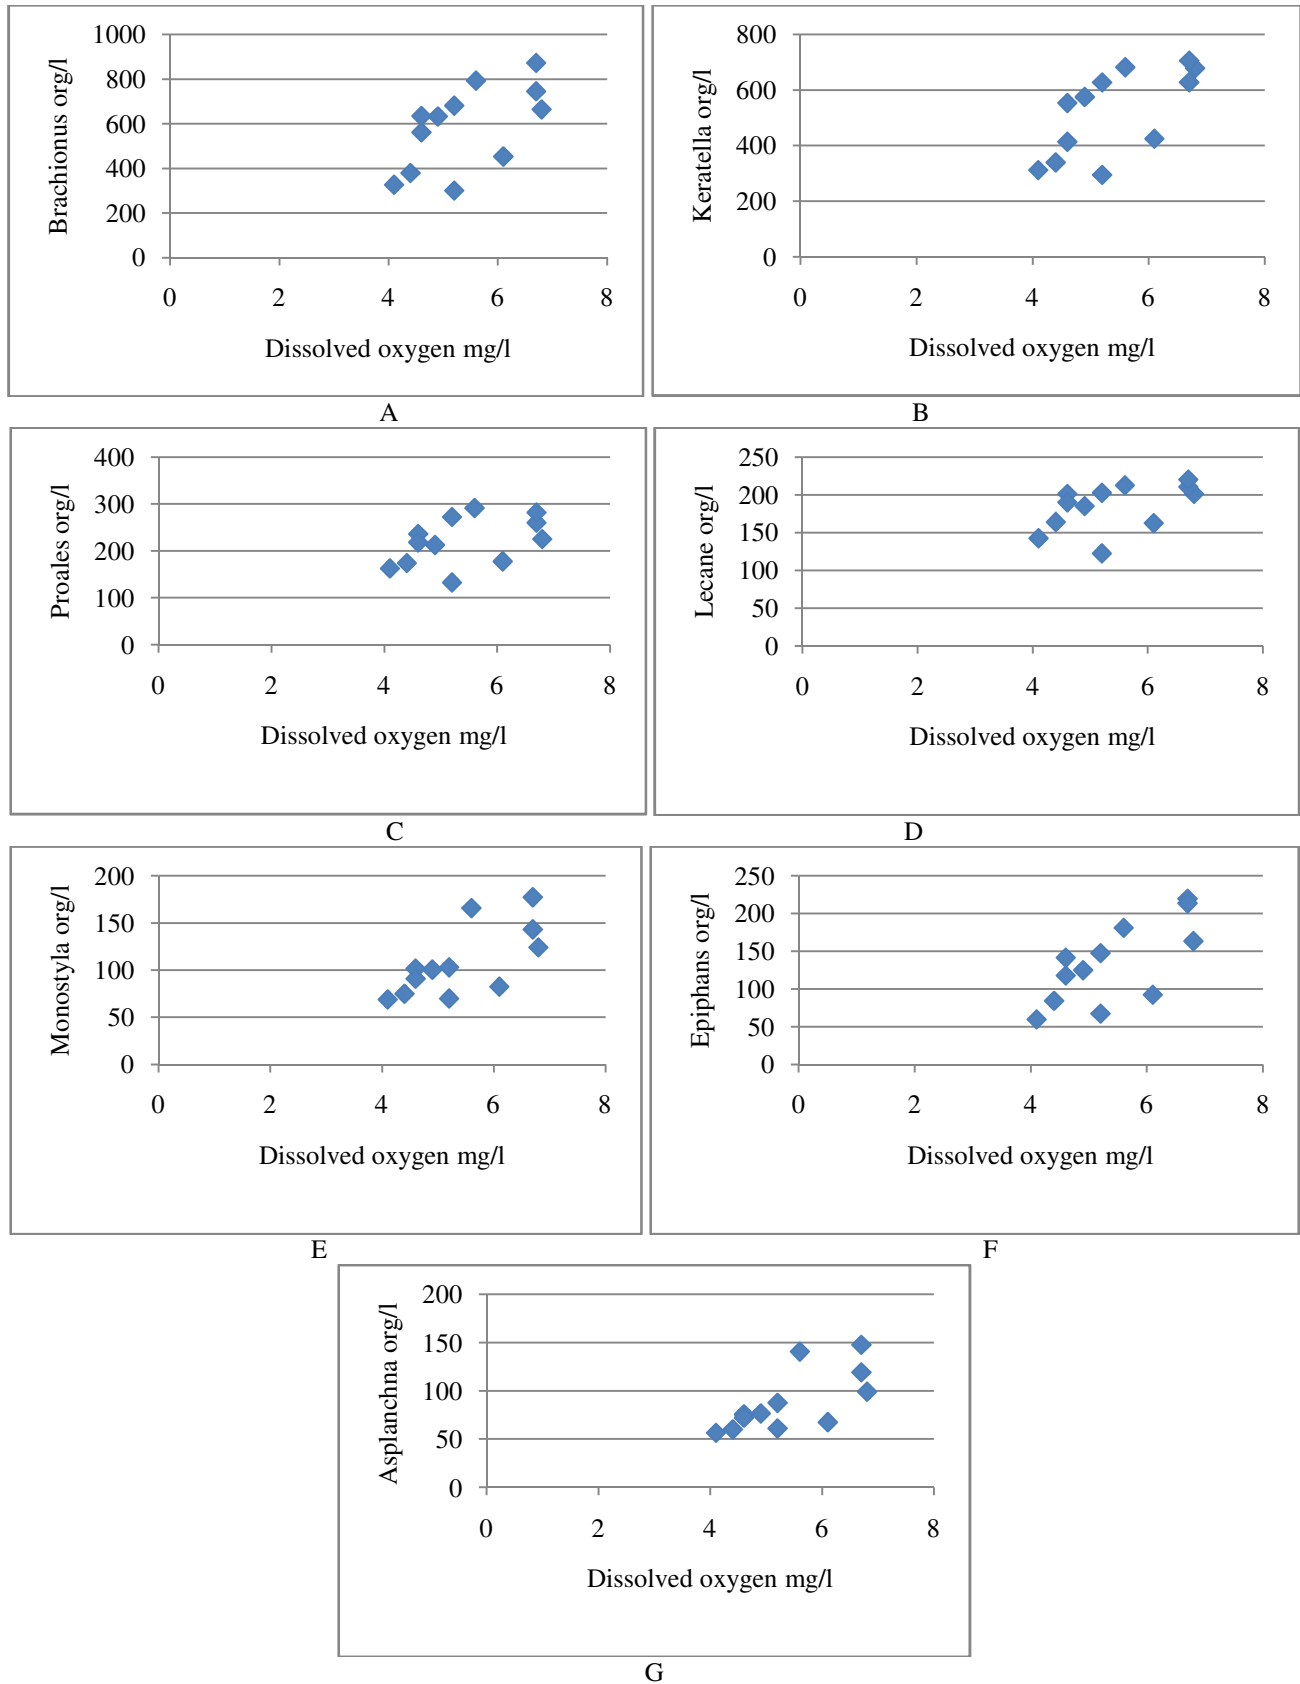 Brachionus org/l
1000
800
600
400
200
0
0 2 4 6 8
Dissolved oxygen mg/l
A
Keratella org/l
800
600
400
200
0
0 2 4 6 8
Dissolved oxygen mg/l
B
Proales org/l
400
300
200
100
0
0 2 4 6 8
Dissolved oxygen mg/l
C
Lecane org/l
250
200
150
100
50
0
0 2 4 6 8
Dissolved oxygen mg/l
D
Monostyla org/l
200
150
100
50
0
0 2 4 6 8
Dissolved oxygen mg/l
E
Epiphans org/l
250
200
150
100
50
0
0 2 4 6 8
Dissolved oxygen mg/l
F
Asplanchna org/l
200
150
100
50
0
0 2 4 6 8
Dissolved oxygen mg/l
G